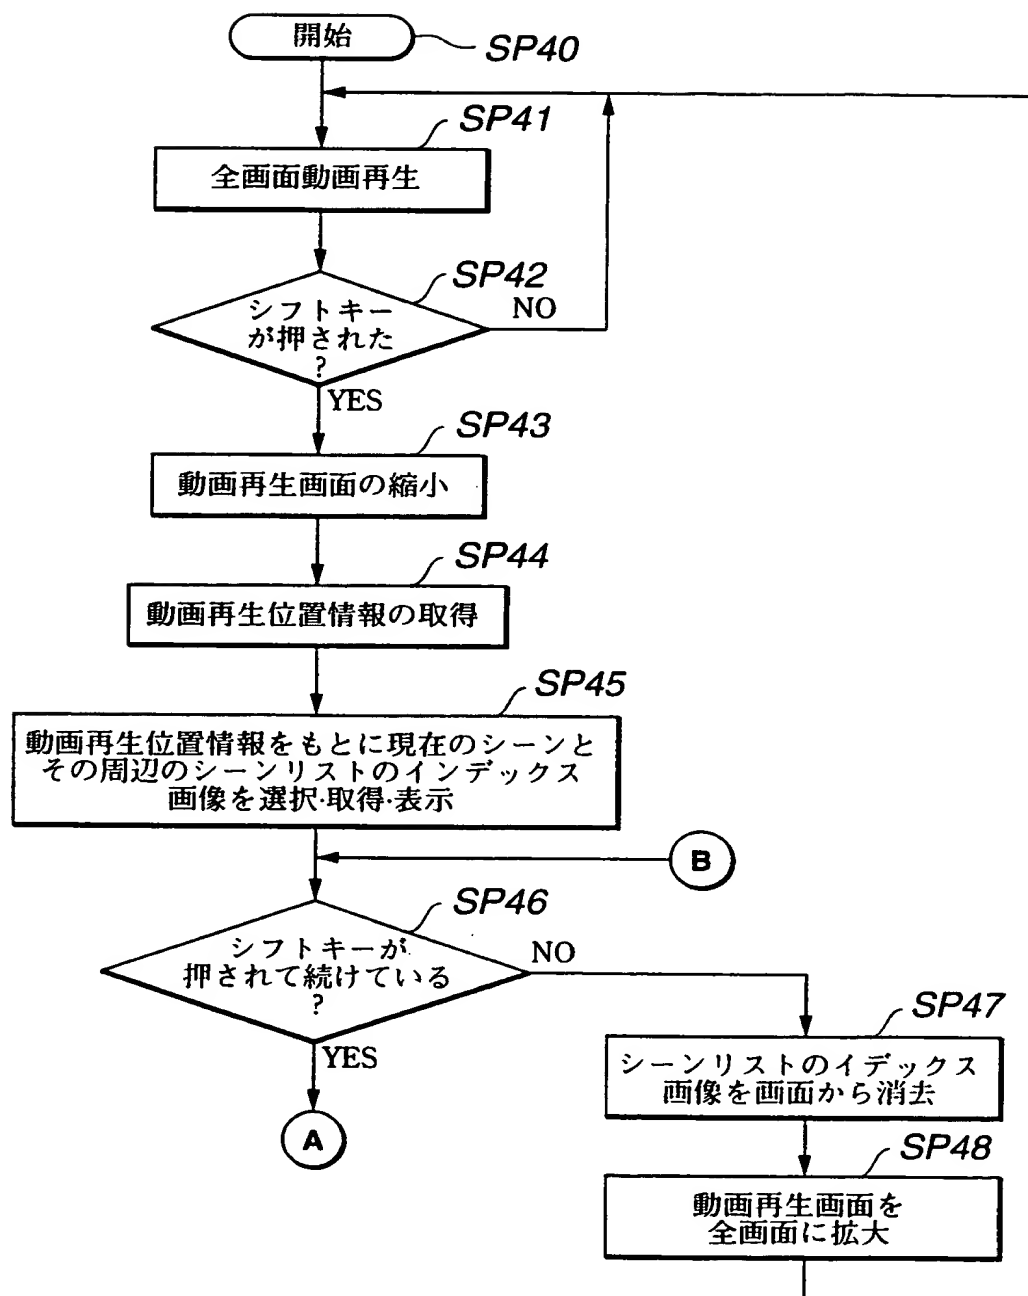 開始
SP40
SP41
全画面動画再生
SP42
シフトキー
が押された
?
NO
YES
SP43
動画再生画面の縮小
SP44
動画再生位置情報の取得
SP45
動画再生位置情報をもとに現在のシーンと
その周辺のシーンリストのインデックス
画像を選択·取得·表示
B
SP46
シフトキーが
押されて続けている
?
NO
YES
A
SP47
シーンリストのイデックス
画像を画面から消去
SP48
動画再生画面を
全画面に拡大